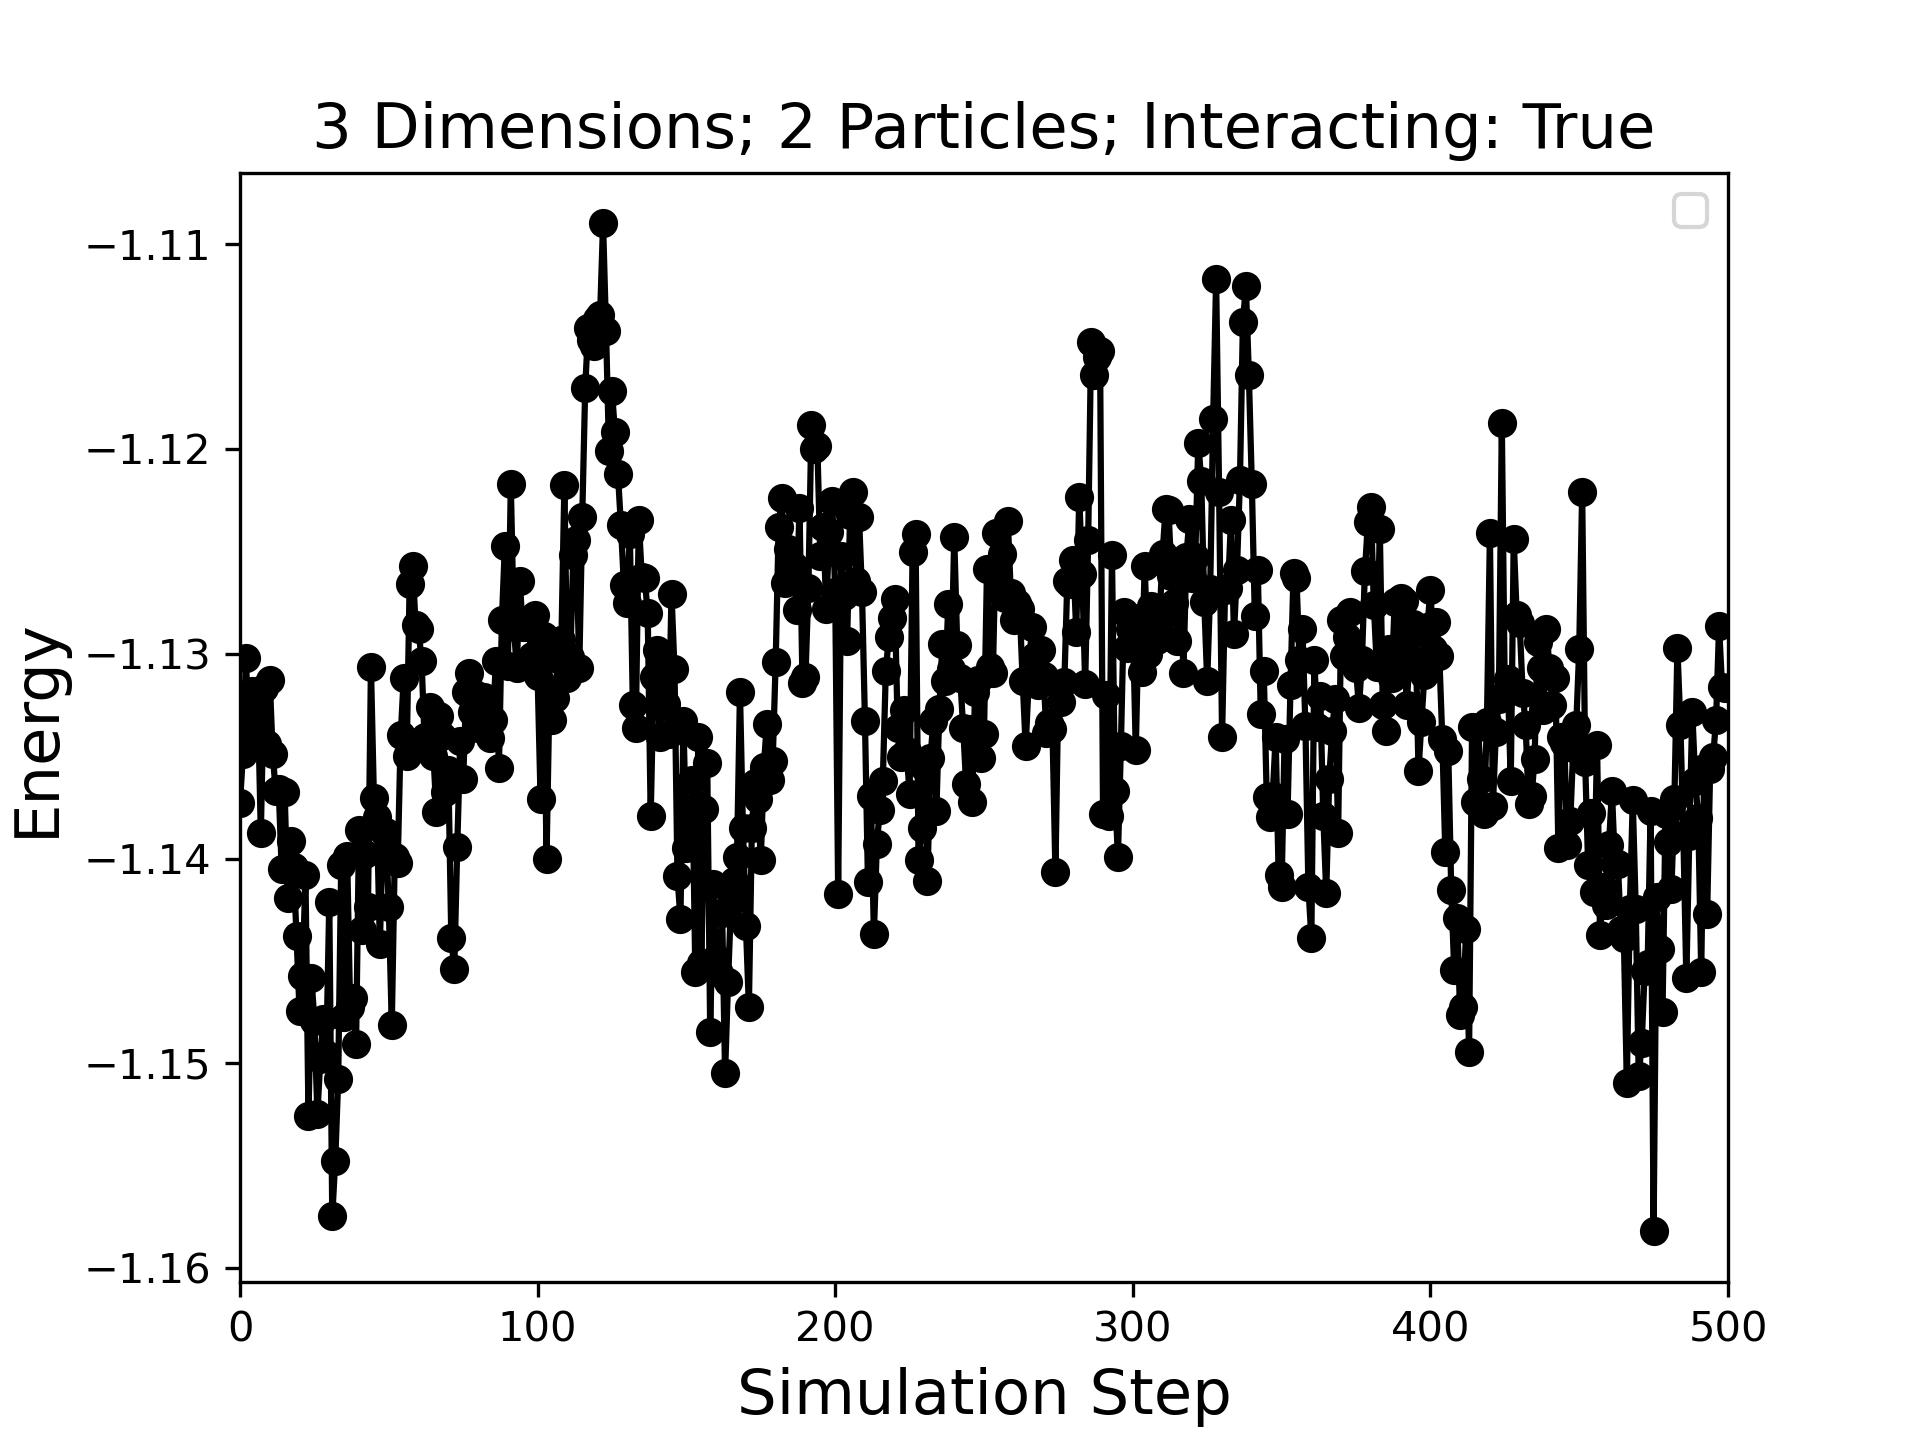 3 Dimensions; 2 Particles; Interacting: True
Energy
−1.11
−1.12
−1.13
−1.14
−1.15
−1.16
0 100 200 300 400 500
Simulation Step